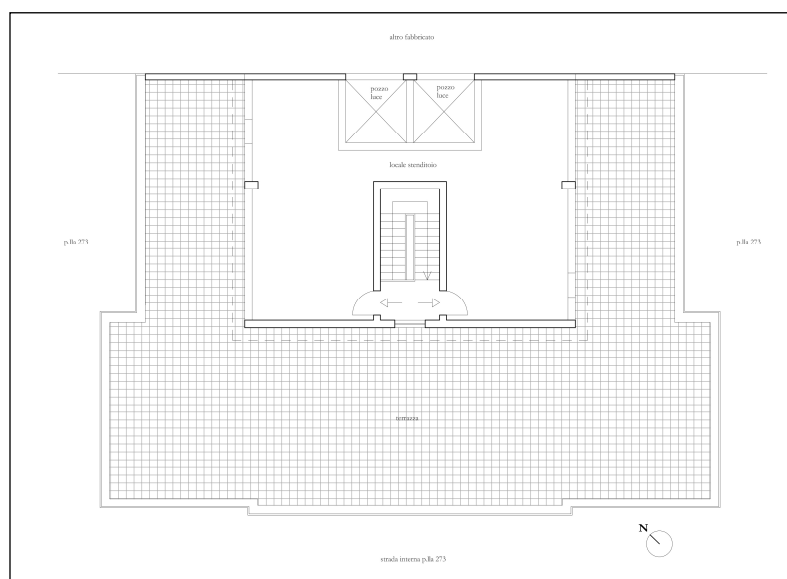 altro fabbricato
pozzo
luce
pozzo
luce
locale stenditoio
p.lla 273
p.lla 273
terrazza
N
strada interna p.lla 273